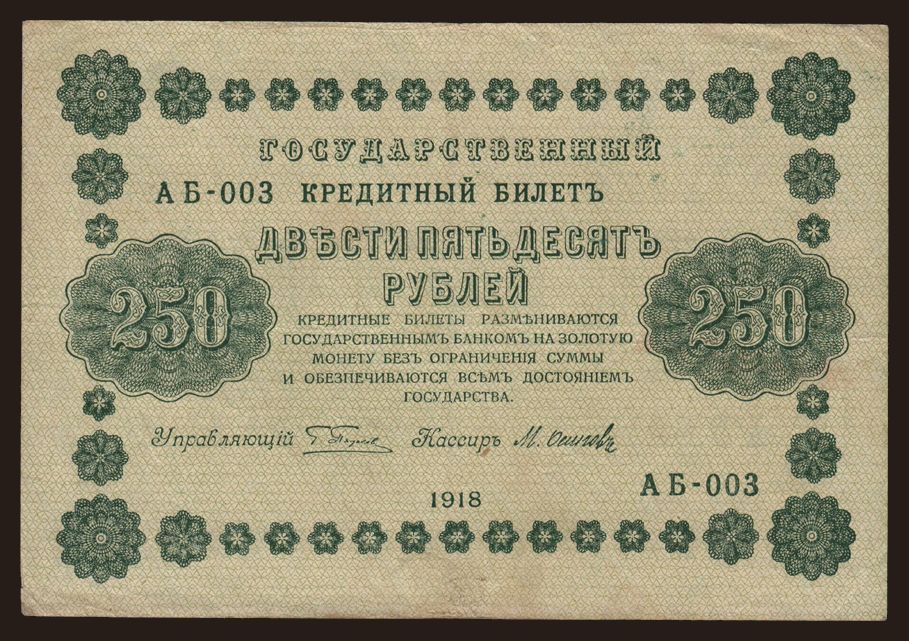 ГОСУДАРСТВЕННЫЙ
АБ-003 КРЕДИТНЫЙ БИЛЕТЪ
ДВѢСТИ ПЯТЬДЕСЯТЪ
РУБЛЕЙ
250
250
КРЕДИТНЫЕ БИЛЕТЫ РАЗМѢНИВАЮТСЯ
ГОСУДАРСТВЕННЫМЪ БАНКОМЪ НА ЗОЛОТУЮ
МОНЕТУ БЕЗЪ ОГРАНИЧЕНІЯ СУММЫ
И ОБЕЗПЕЧИВАЮТСЯ ВСѢМЪ ДОСТОЯНІЕМЪ
ГОСУДАРСТВА.
Управляющій Кассиръ М. Осиповъ
АБ-003
1918